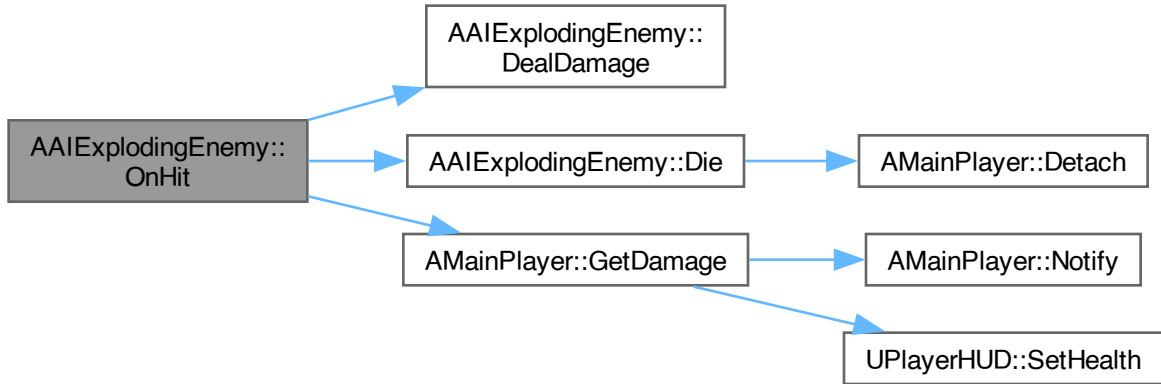 AAIExplodingEnemy::
OnHit
AAIExplodingEnemy::
DealDamage
AAIExplodingEnemy::Die
AMainPlayer::Detach
AMainPlayer::GetDamage
AMainPlayer::Notify
UPlayerHUD::SetHealth